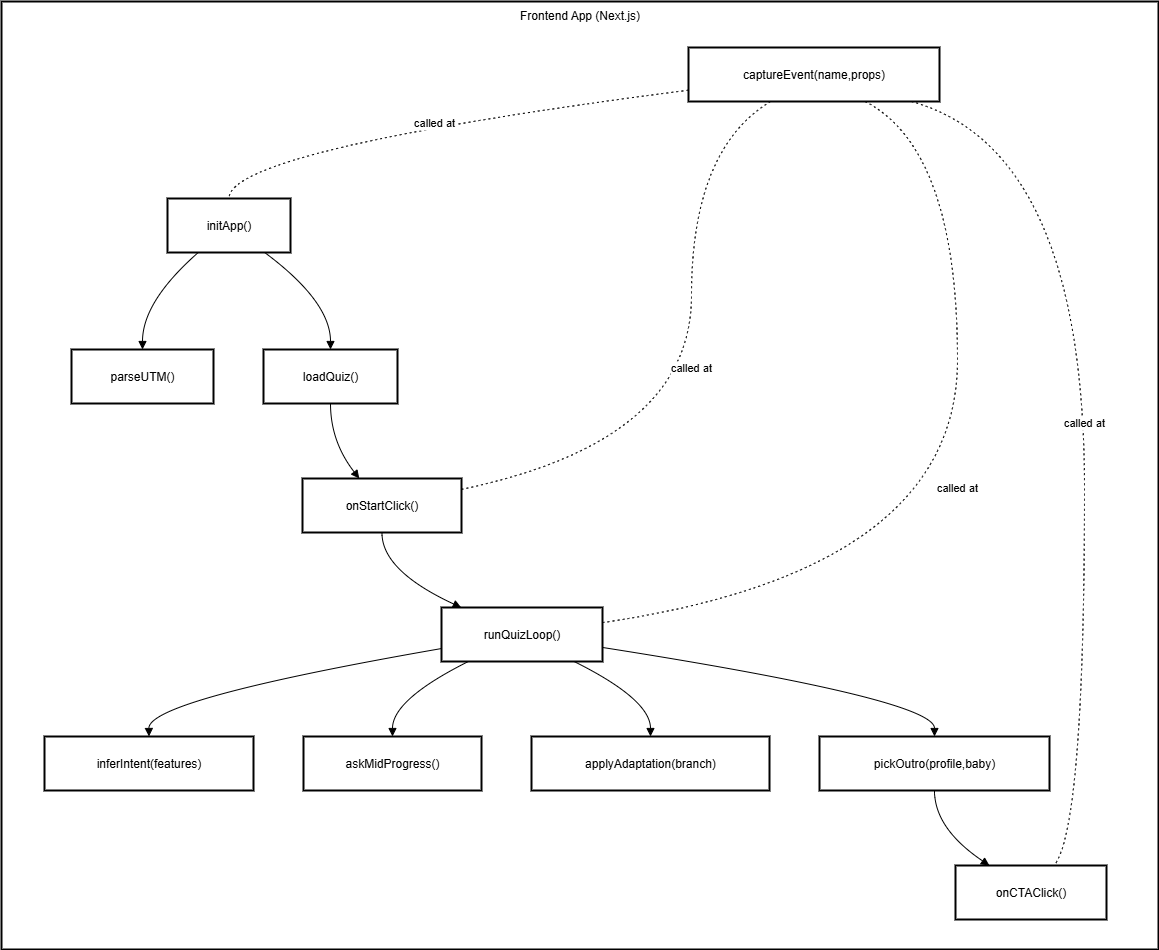 Frontend App (Next.js)
captureEvent(name,props)
called at
initApp()
parseUTM()
loadQuiz()
called at
called at
called at
onStartClick()
runQuizLoop()
inferIntent(features)
askMidProgress()
applyAdaptation(branch)
pickOutro(profile,baby)
onCTAClick()